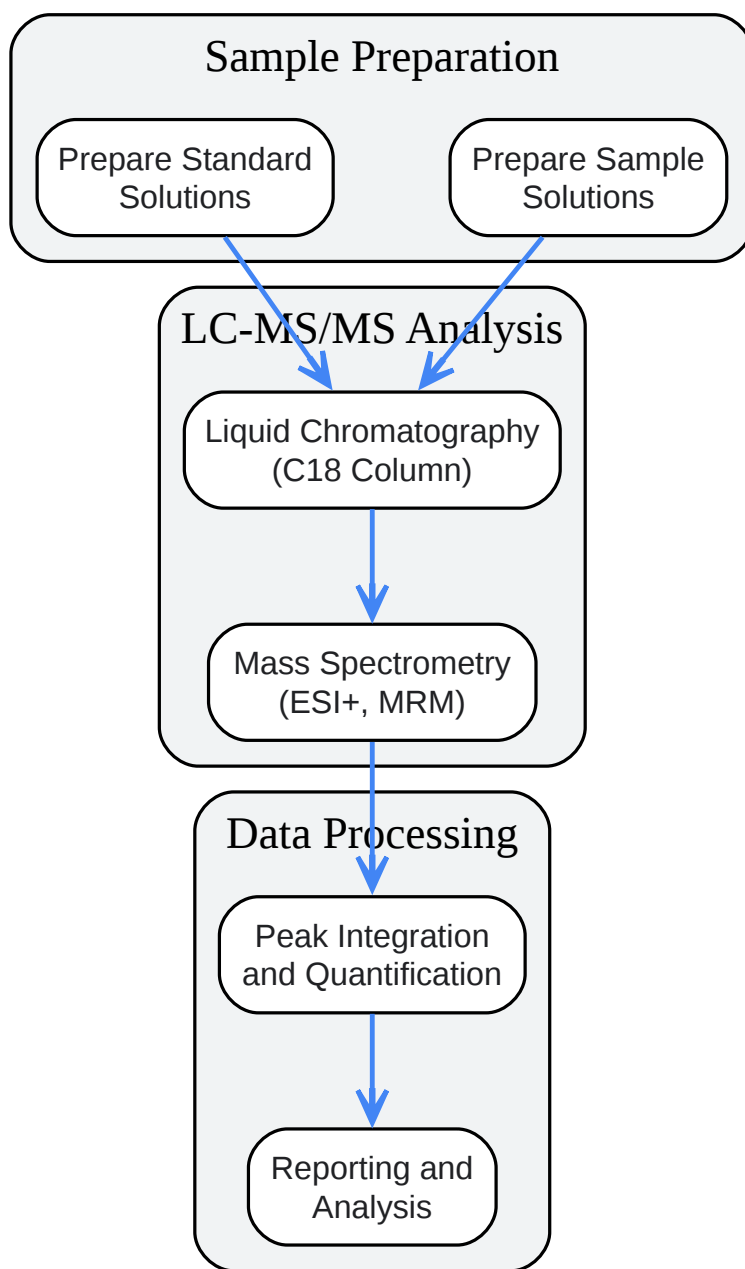 Sample Preparation
Prepare Standard
Solutions
Prepare Sample
Solutions
LC-MS/MS Analysis
Liquid Chromatography
(C18 Column)
Mass Spectrometry
(ESI+, MRM)
Data Processing
Peak Integration
and Quantification
Reporting and
Analysis